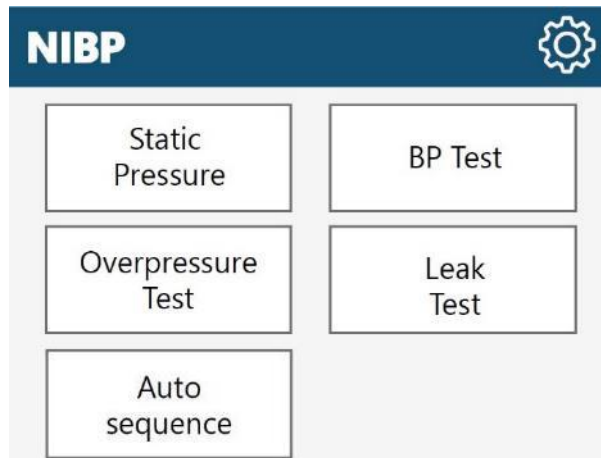 NIBP
Static
Pressure
BP Test
Overpressure
Test
Leak
Test
Auto
sequence